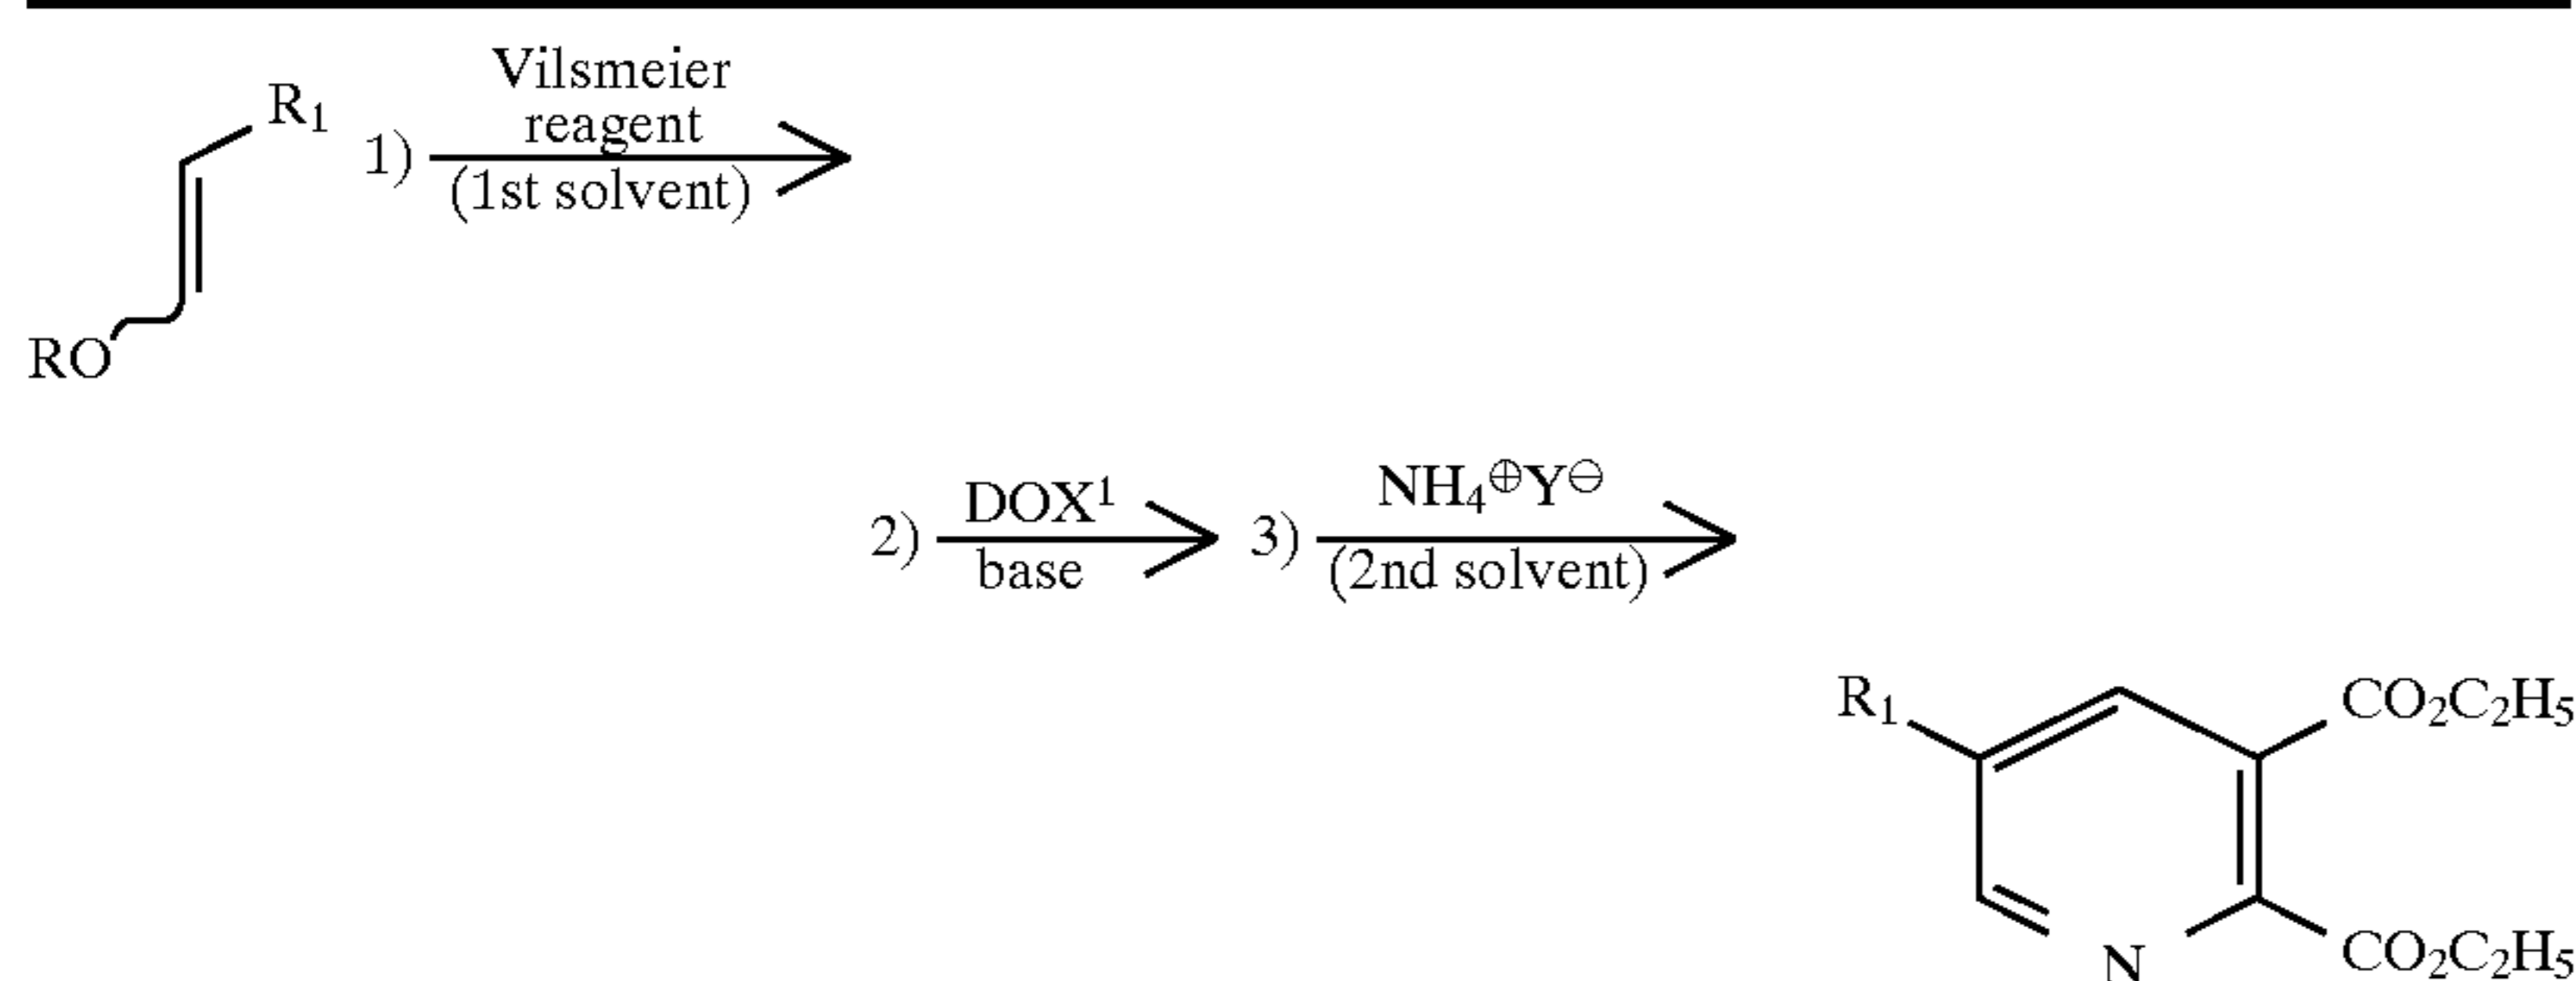 R₁
1) Vilsmeier
reagent
(1st solvent)
RO
2) DOX¹
base
3) NH₄⊕Y⊖
(2nd solvent)
R₁
CO₂C₂H₅
N
CO₂C₂H₅